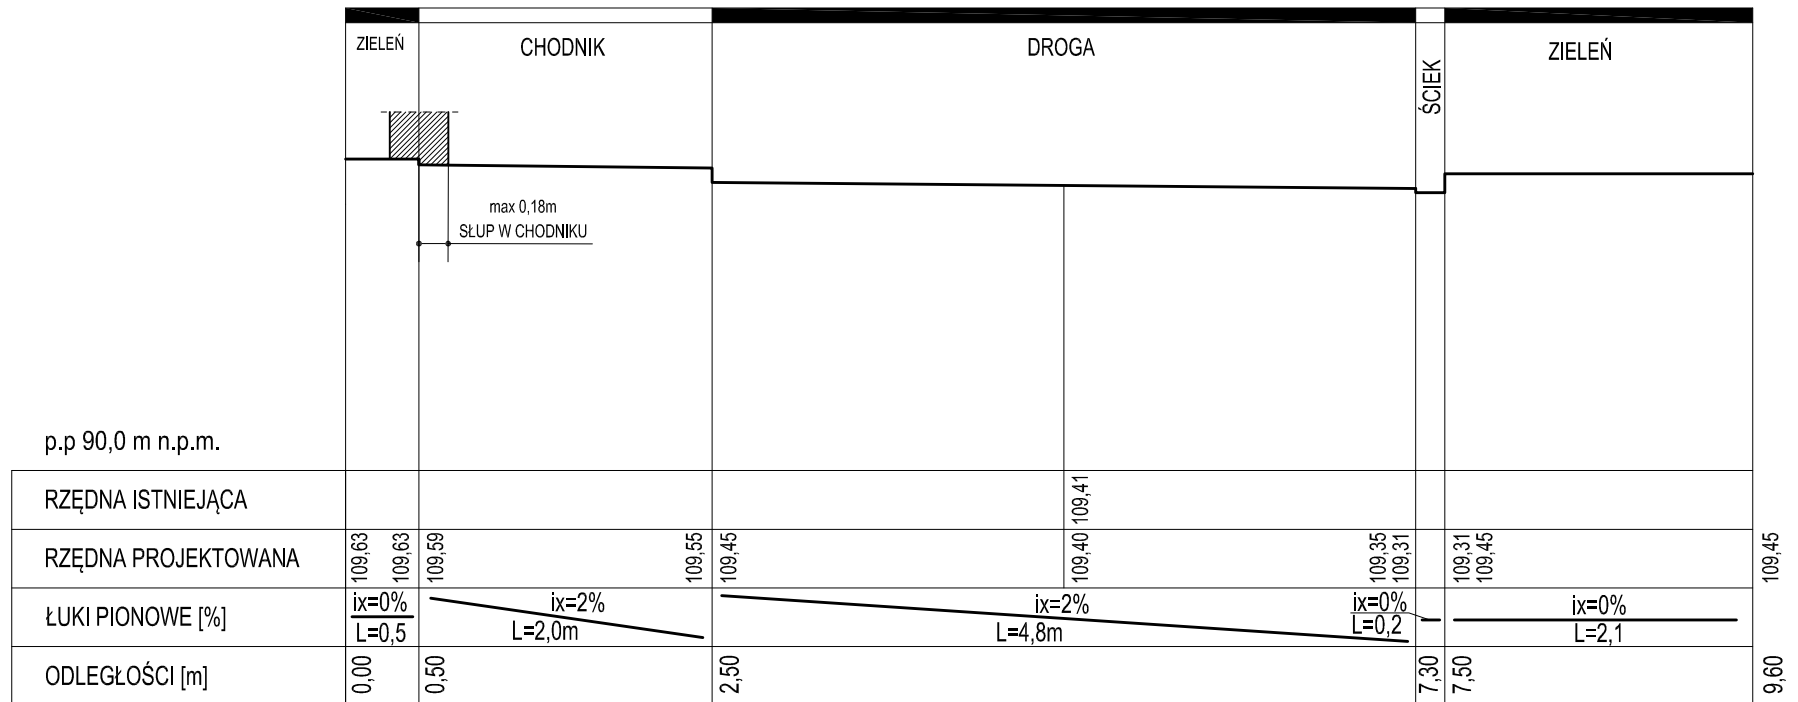 ZIELEŃ
CHODNIK
DROGA
ŚCIEK
ZIELEŃ
max 0,18m
SŁUP W CHODNIKU
p.p 90,0 m n.p.m.
RZĘDNA ISTNIEJĄCA
109,41
RZĘDNA PROJEKTOWANA
109,63
109,63
109,59
109,55
109,45
109,40
109,35
109,31
109,31
109,45
109,45
ŁUKI PIONOWE [%]
ix=0%
L=0,5
ix=2%
L=2,0m
ix=2%
L=4,8m
ix=0%
L=0,2
ix=0%
L=2,1
ODLEGŁOŚCI [m]
0,00
0,50
2,50
7,30
7,50
9,60